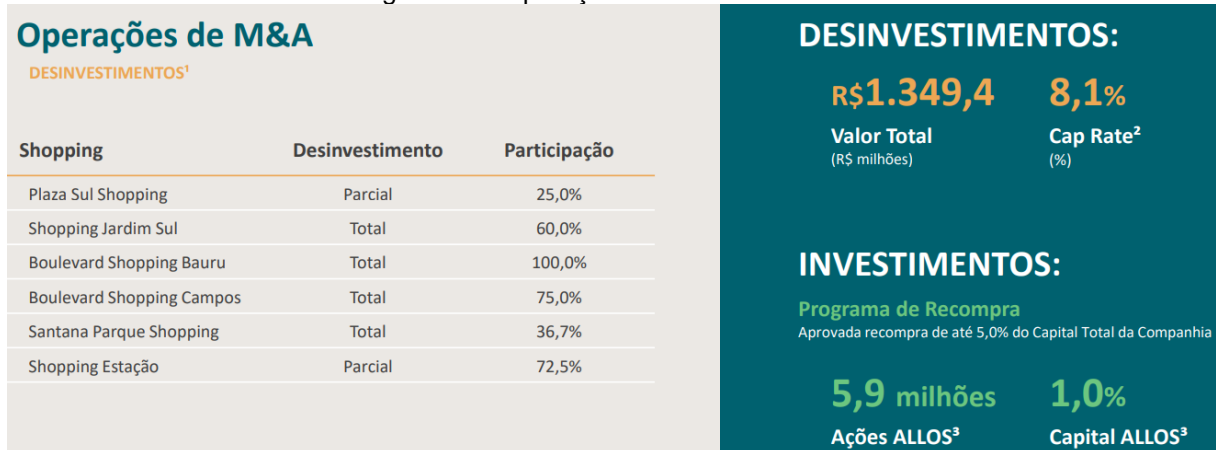 Operações de M&A
DESINVESTIMENTOS¹
Shopping Desinvestimento Participação
Plaza Sul Shopping Parcial 25,0%
Shopping Jardim Sul Total 60,0%
Boulevard Shopping Bauru Total 100,0%
Boulevard Shopping Campos Total 75,0%
Santana Parque Shopping Total 36,7%
Shopping Estação Parcial 72,5%
DESINVESTIMENTOS:
R$1.349,4 8,1%
Valor Total Cap Rate²
(R$ milhões) (%)
INVESTIMENTOS:
Programa de Recompra
Aprovada recompra de até 5,0% do Capital Total da Companhia
5,9 milhões 1,0%
Ações ALLOS³ Capital ALLOS³